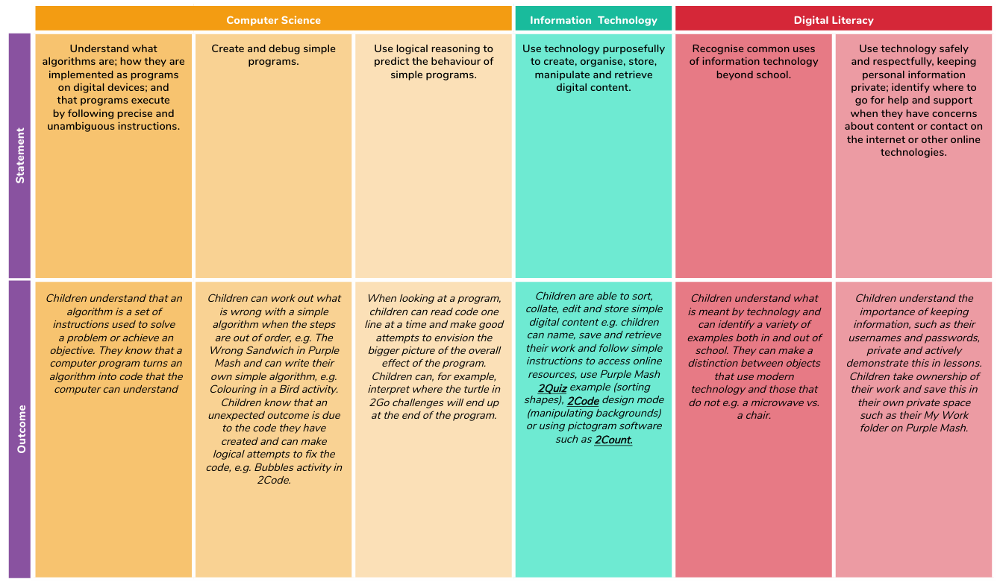 Computer Science
Information  Technology
Digital Literacy
Statement
Understand what
algorithms are; how they are
implemented as programs
on digital devices; and
that programs execute
by following precise and
unambiguous instructions.
Create and debug simple
programs.
Use logical reasoning to
predict the behaviour of
simple programs.
Use technology purposefully
to create, organise, store,
manipulate and retrieve
digital content.
Recognise common uses
of information technology
beyond school.
Use technology safely
and respectfully, keeping
personal information
private; identify where to
go for help and support
when they have concerns
about content or contact on
the internet or other online
technologies.
Outcome
Children understand that an
algorithm is a set of
instructions used to solve
a problem or achieve an
objective. They know that a
computer program turns an
algorithm into code that the
computer can understand
Children can work out what
is wrong with a simple
algorithm when the steps
are out of order, e.g. The
Wrong Sandwich in Purple
Mash and can write their
own simple algorithm, e.g.
Colouring in a Bird activity.
Children know that an
unexpected outcome is due
to the code they have
created and can make
logical attempts to fix the
code, e.g. Bubbles activity in
2Code.
When looking at a program,
children can read code one
line at a time and make good
attempts to envision the
bigger picture of the overall
effect of the program.
Children can, for example,
interpret where the turtle in
2Go challenges will end up
at the end of the program.
Children are able to sort,
collate, edit and store simple
digital content e.g. children
can name, save and retrieve
their work and follow simple
instructions to access online
resources, use Purple Mash
2Quiz example (sorting
shapes), 2Code design mode
(manipulating backgrounds)
or using pictogram software
such as 2Count.
Children understand what
is meant by technology and
can identify a variety of
examples both in and out of
school. They can make a
distinction between objects
that use modern
technology and those that
do not e.g. a microwave vs.
a chair.
Children understand the
importance of keeping
information, such as their
usernames and passwords,
private and actively
demonstrate this in lessons.
Children take ownership of
their work and save this in
their own private space
such as their My Work
folder on Purple Mash.